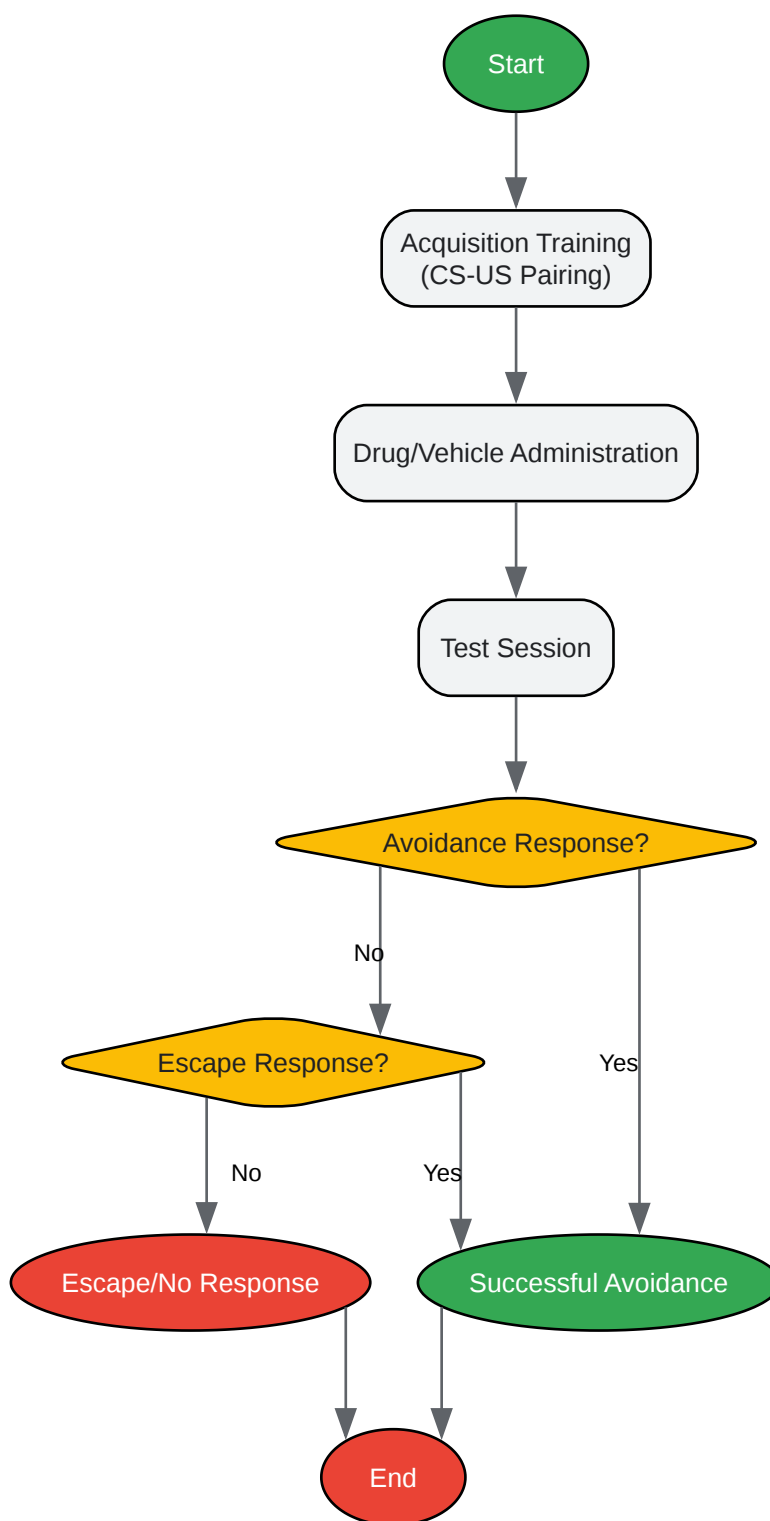 Start
Acquisition Training
(CS-US Pairing)
Drug/Vehicle Administration
Test Session
Avoidance Response?
No
Escape Response?
Yes
No
Yes
Escape/No Response
Successful Avoidance
End